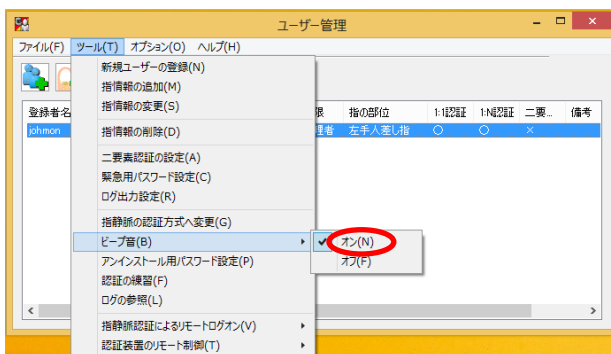 ユーザー管理
ファイル(F) ツール(T) オプション(O) ヘルプ(H)
新規ユーザーの登録(N)
指情報の追加(M)
指情報の変更(S)
指情報の削除(D)
二要素認証の設定(A)
緊急用パスワード設定(C)
ログ出力設定(R)
指静脈の認証方式へ変更(G)
ビープ音(B)
アンインストール用パスワード設定(P)
認証の練習(F)
ログの参照(L)
指静脈認証によるリモートログオン(V)
認証装置のリモート制御(T)
オン(N)
オフ(F)
登録者名 限 指の部位 1:1認証 1:N認証 二要... 備考
johmon 理者 左手人差し指 ○ ○ ×